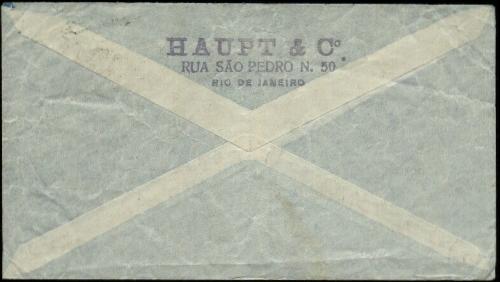 HAUPT & Cº
RUA SÃO PEDRO N. 50
RIO DE JANEIRO